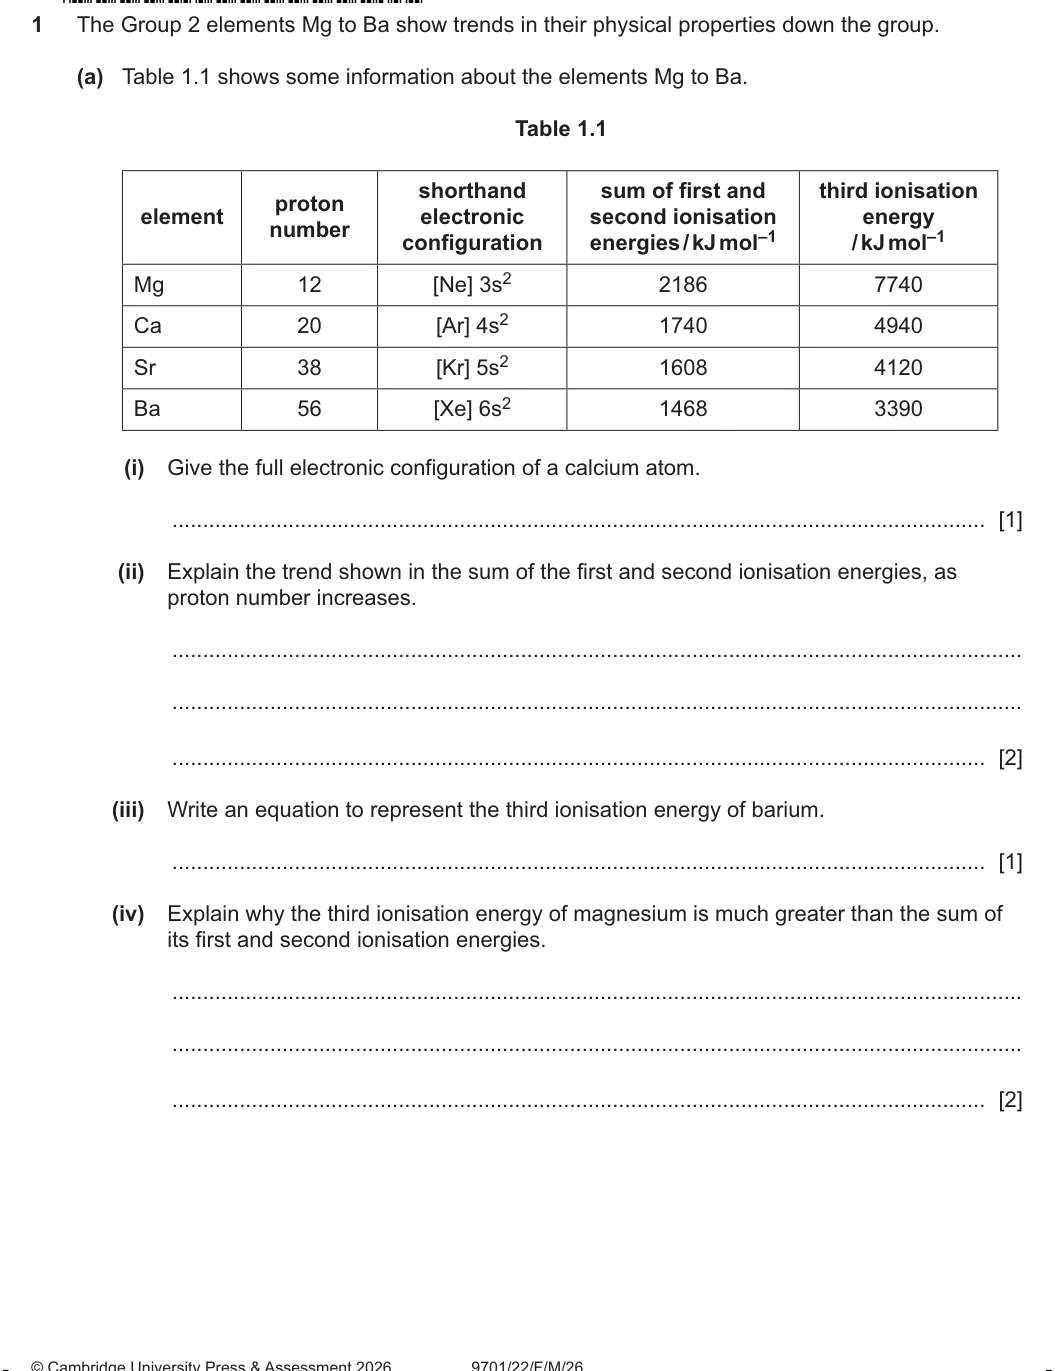 1 The Group 2 elements Mg to Ba show trends in their physical properties down the group.
(a) Table 1.1 shows some information about the elements Mg to Ba.
Table 1.1
element | proton number | shorthand electronic configuration | sum of first and second ionisation energies / kJ mol⁻¹ | third ionisation energy / kJ mol⁻¹
Mg | 12 | [Ne] 3s² | 2186 | 7740
Ca | 20 | [Ar] 4s² | 1740 | 4940
Sr | 38 | [Kr] 5s² | 1608 | 4120
Ba | 56 | [Xe] 6s² | 1468 | 3390
(i) Give the full electronic configuration of a calcium atom.
[1]
(ii) Explain the trend shown in the sum of the first and second ionisation energies, as
proton number increases.
[2]
(iii) Write an equation to represent the third ionisation energy of barium.
[1]
(iv) Explain why the third ionisation energy of magnesium is much greater than the sum of
its first and second ionisation energies.
[2]
© Cambridge University Press & Assessment 2026 9701/22/F/M/26